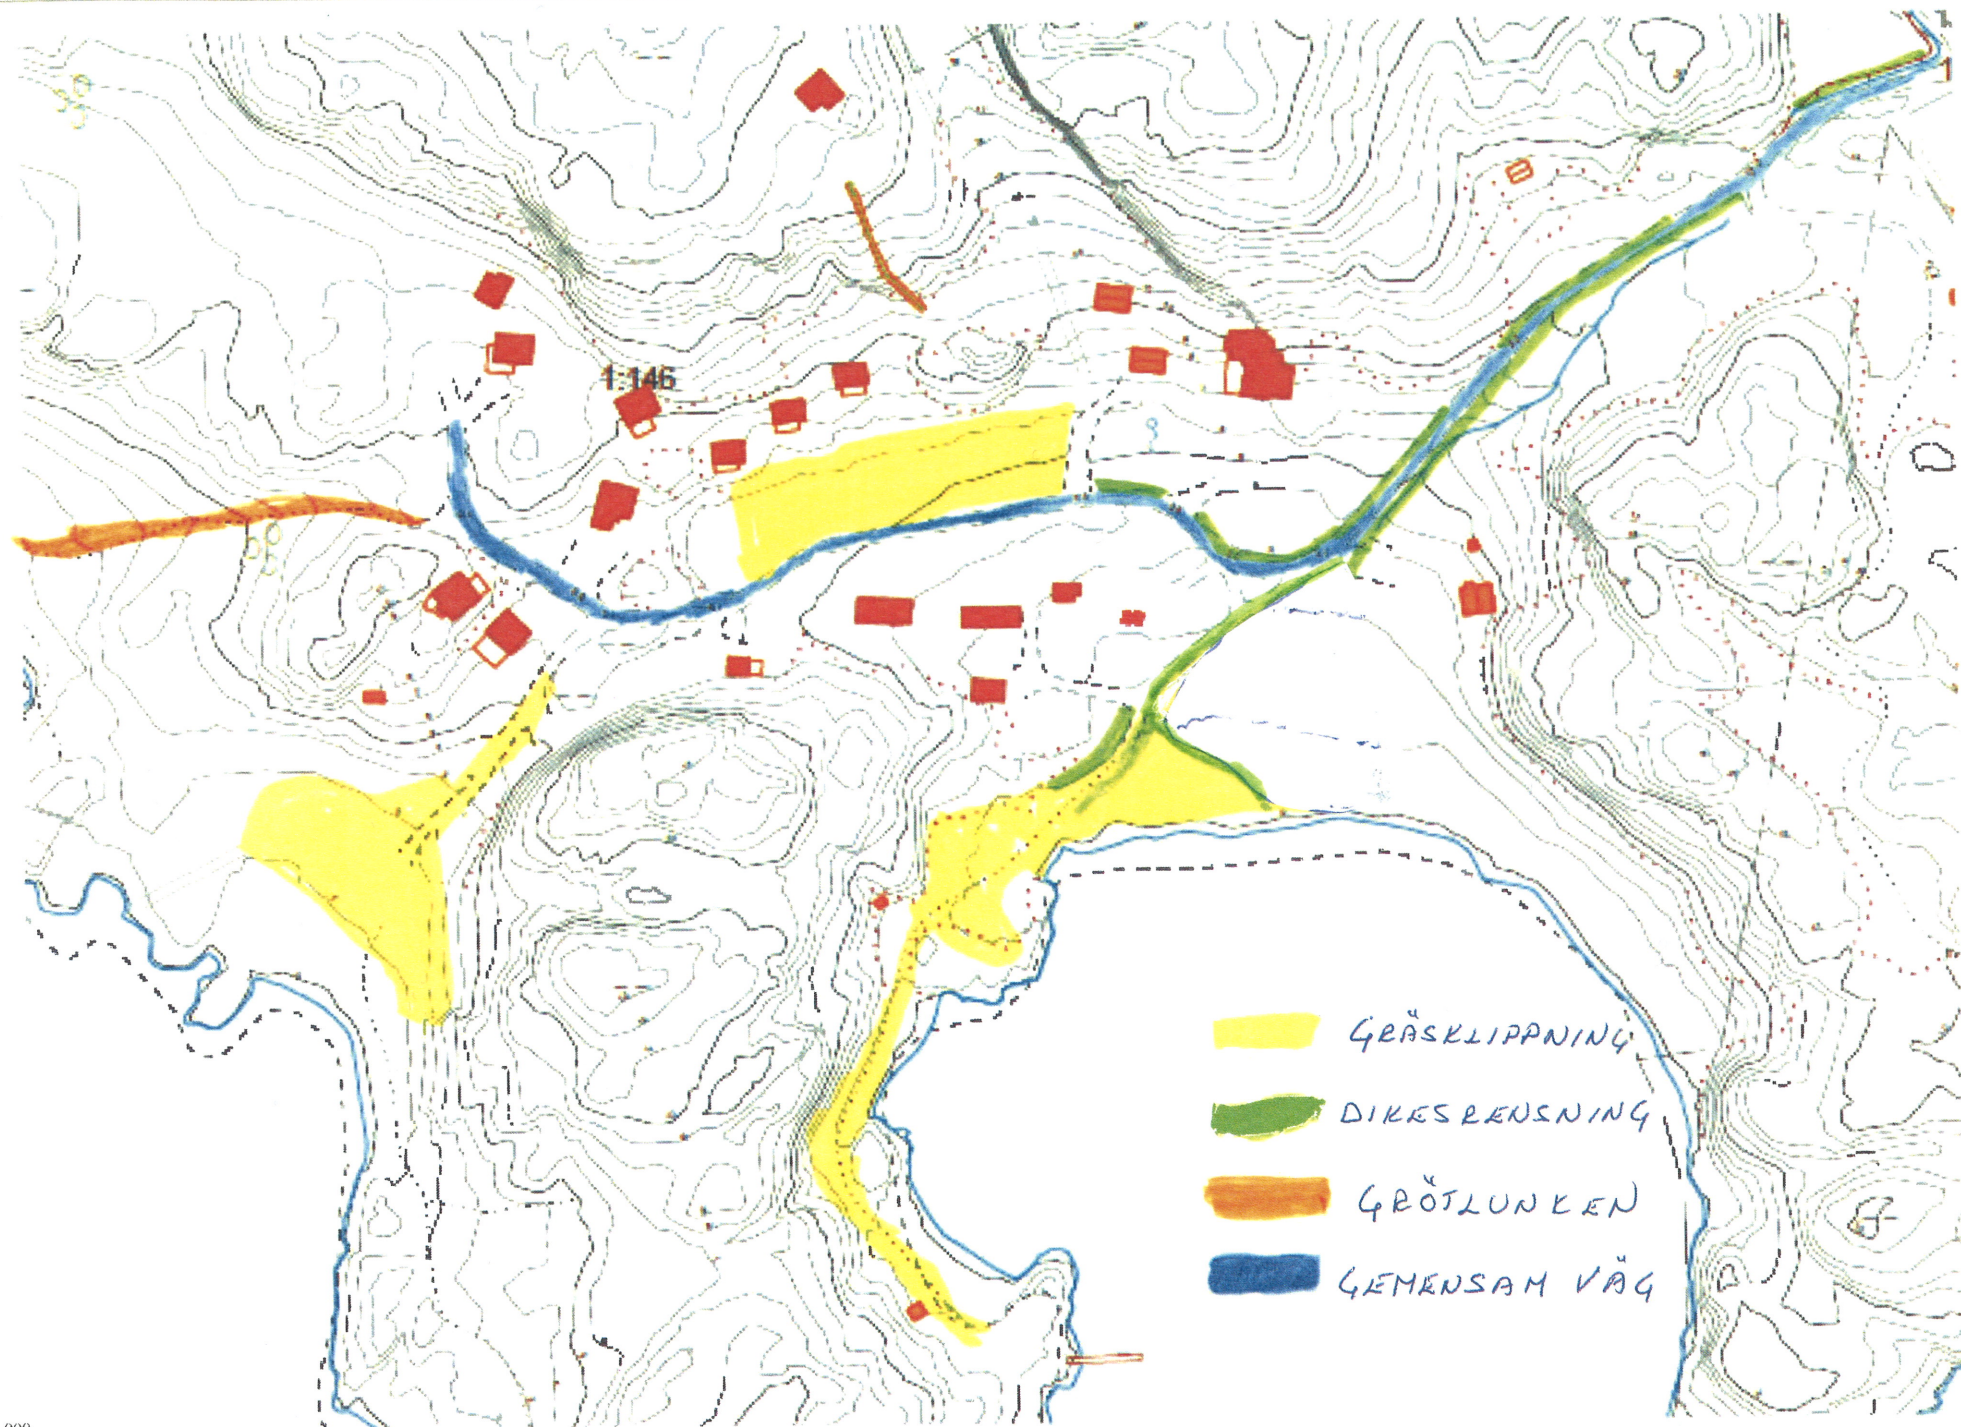 1:146
GRÄSKLIPPNING
DIKESRENSNING
GRÖTLUNKEN
GEMENSAM VÄG